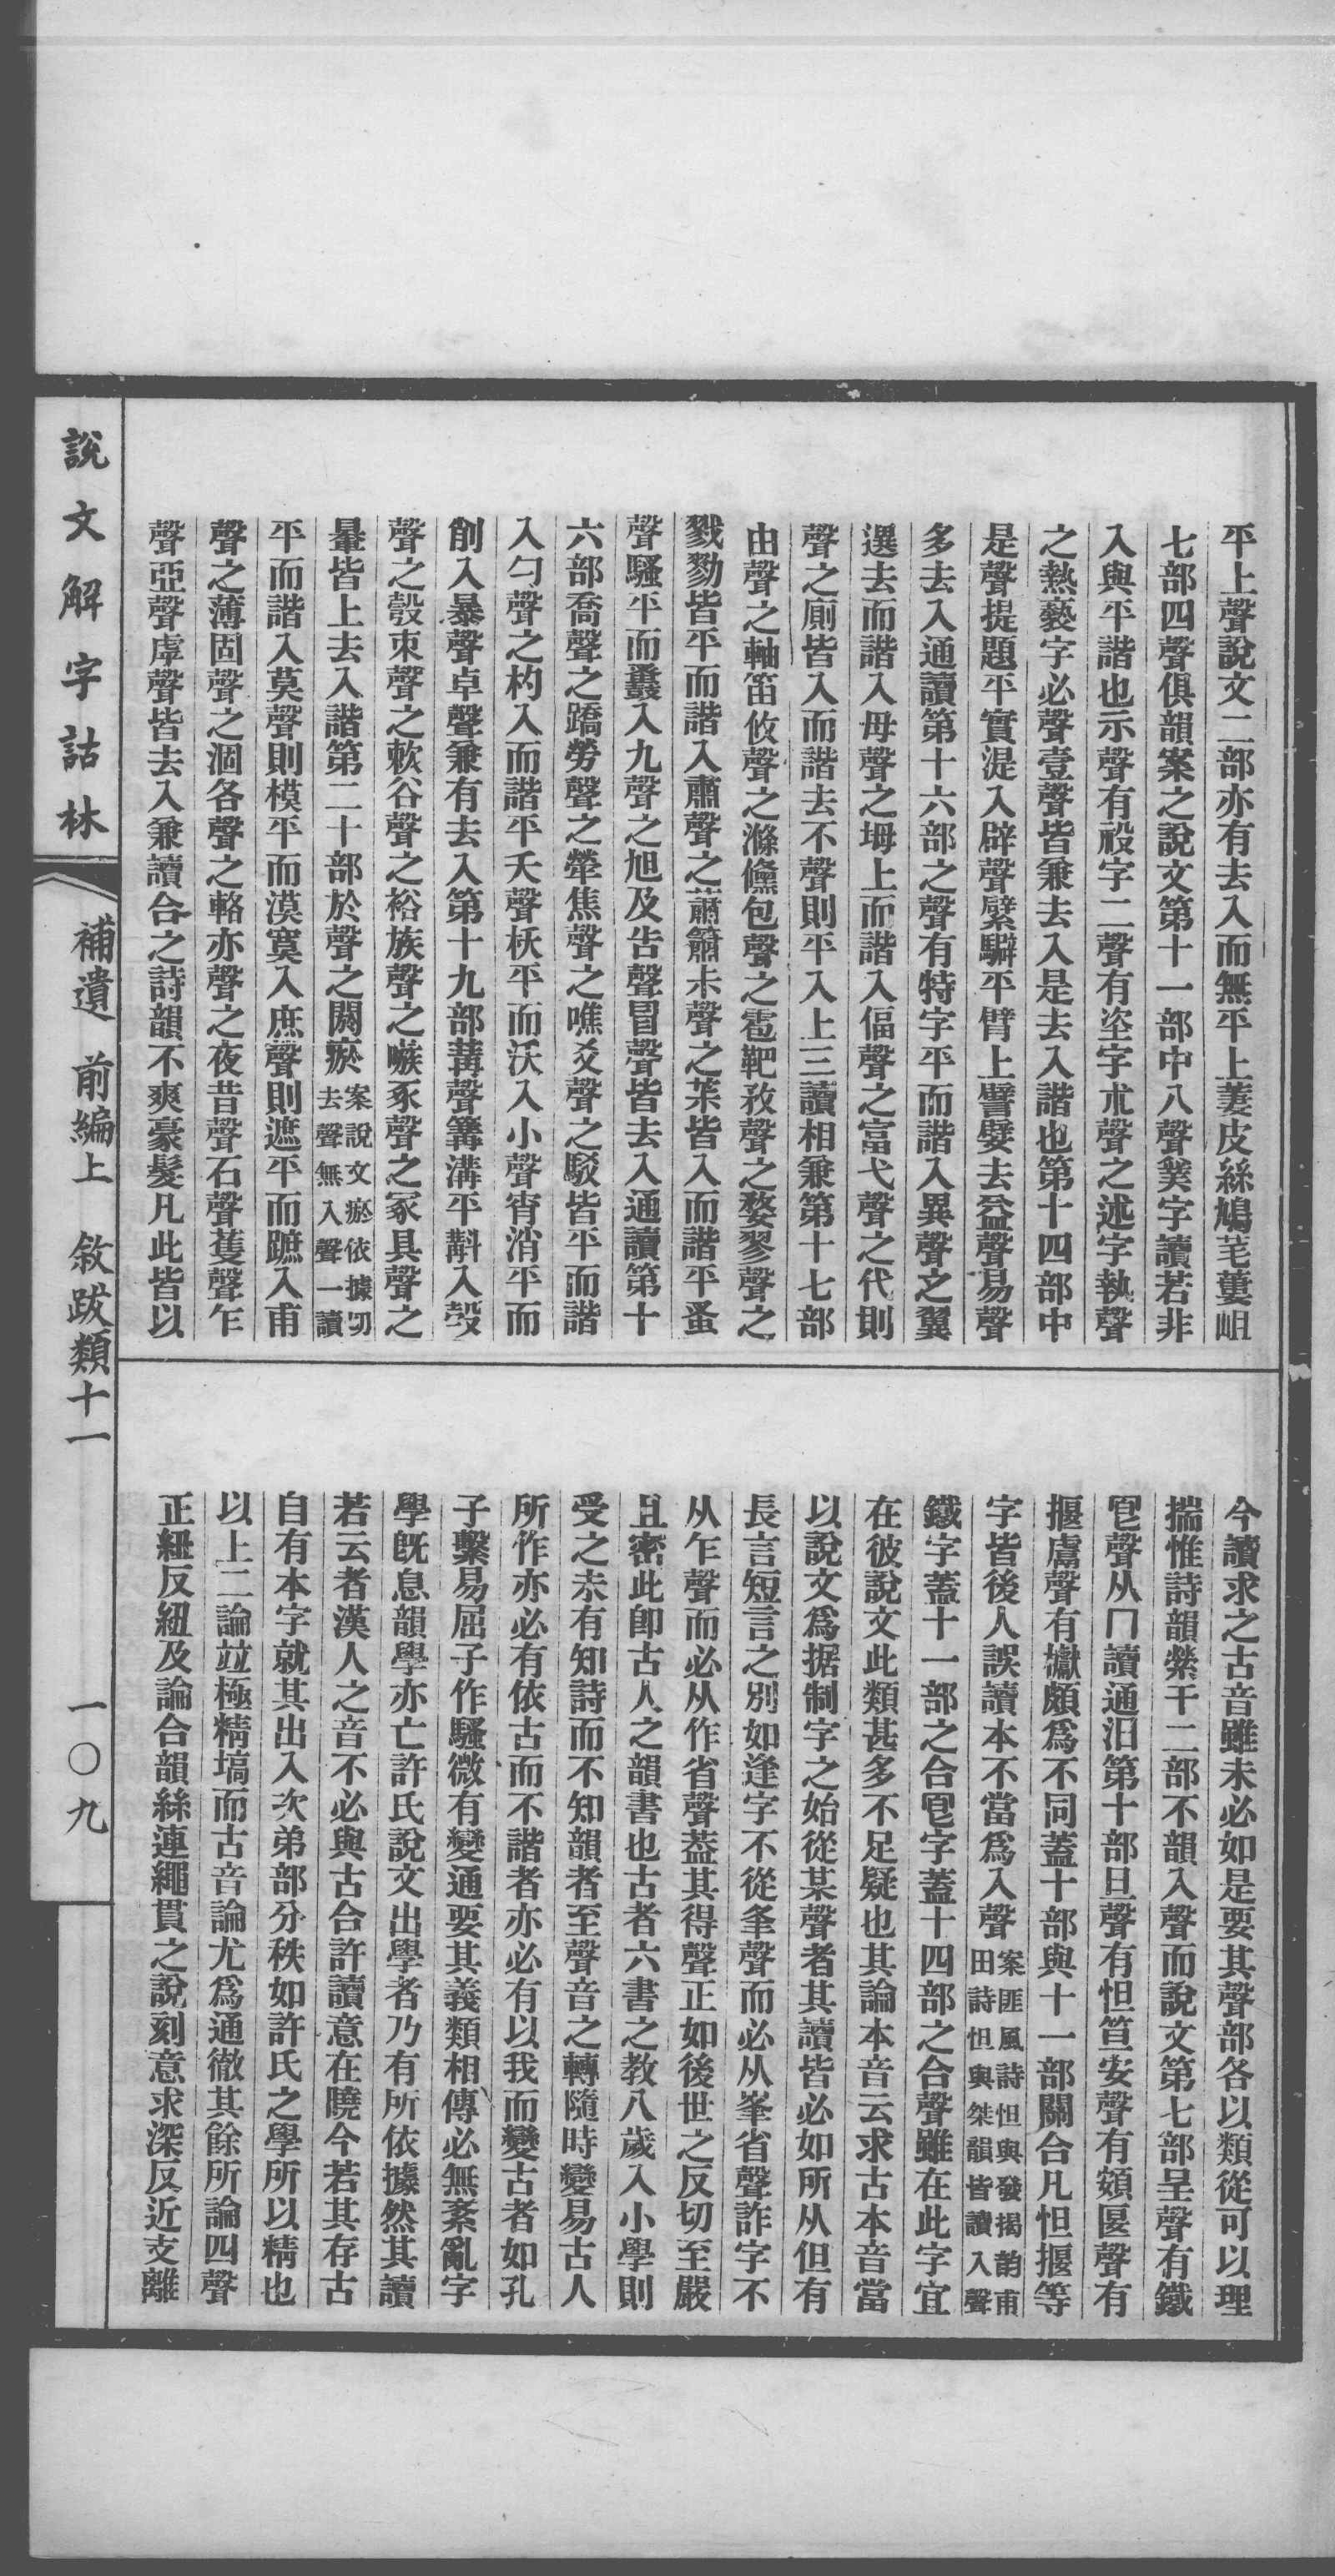 平上聲說文二部亦有去入而無平上萋皮絲鳩芼蔞岨
七部四聲俱韻案之說文第十一部中八聲㒸字讀若非
入與平諧也示聲有祋字二聲有垐字朮聲之述字執聲
之熱褻字必聲壹聲皆兼去入是去入諧也第十四部中
是聲提題平實湜入辟聲繴騈平臂上譬嬖去益聲易聲
多去入通讀第十六部之聲有特字平而諧入異聲之翼
選去而諧入母聲之坶上而諧入偪聲之富弋聲之代則
聲之廁皆入而諧去不聲則平入上三讀相兼第十七部
由聲之軸笛攸聲之滌儵包聲之雹靶孜聲之婺翏聲之
戮勠皆平而諧入肅聲之蕭簫尗聲之茮皆入而諧平蚤
聲騷平而䘂入九聲之旭及告聲冒聲皆去入通讀第十
六部喬聲之蹻勞聲之犖焦聲之噍爻聲之駁皆平而諧
入勺聲之杓入而諧平夭聲枖平而沃入小聲宵消平而
削入暴聲卓聲兼有去入第十九部冓聲篝溝平斠入㱿
聲之彀束聲之軟谷聲之裕族聲之嗾豕聲之冢具聲之
暈皆上去入諧第二十部於聲之閼瘀案說文瘀依據切去聲無入聲一讀
平而諧入莫聲則模平而漠寞入庶聲則遮平而蹠入甫
聲之薄固聲之涸各聲之輅亦聲之夜昔聲石聲隻聲乍
聲亞聲虖聲皆去入兼讀合之詩韻不爽豪髮凡此皆以
今讀求之古音雖未必如是要其聲部各以類從可以理
揣惟詩韻縈干二部不韻入聲而說文第七部呈聲有鐵
皀聲从冂讀通汨第十部旦聲有怛笪安聲有頞匽聲有
揠鬳聲有巘頗爲不同蓋十部與十一部關合凡怛揠等
字皆後人誤讀本不當爲入聲案匪風詩怛與發揭韵甫田詩怛與桀韻皆讀入聲
鐵字蓋十一部之合皀字蓋十四部之合聲雖在此字宜
在彼說文此類甚多不足疑也其論本音云求古本音當
以說文爲据制字之始從某聲者其讀皆必如所从但有
長言短言之別如逢字不從夆聲而必从峯省聲詐字不
从乍聲而必从作省聲葢其得聲正如後世之反切至嚴
且密此卽古人之韻書也古者六書之教八歲入小學則
受之未有知詩而不知韻者至聲音之轉隨時變易古人
所作亦必有依古而不諧者亦必有以我而變古者如孔
子繫易屈子作騷微有變通要其義類相傳必無紊亂字
學旣息韻學亦亡許氏說文出學者乃有所依據然其讀
若云者漢人之音不必與古合許讀意在曉今若其存古
自有本字就其出入次弟部分秩如許氏之學所以精也
以上二論竝極精塙而古音論尤爲通徹其餘所論四聲
正紐反紐及論合韻絲連繩貫之說刻意求深反近支離
說文解字詁林
補遺 前編上 敘跋類十一
一〇九